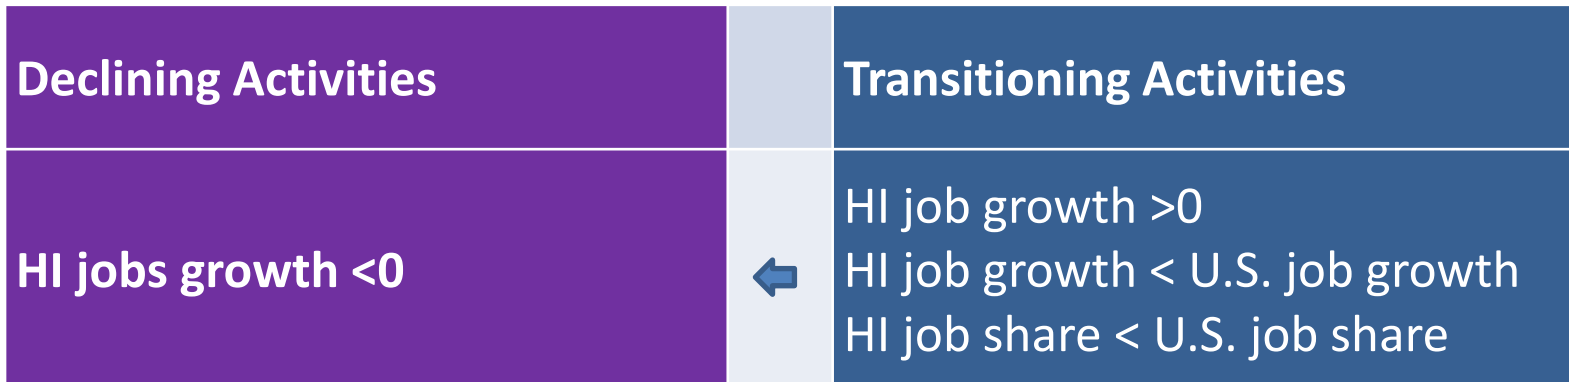 Declining Activities
Transitioning Activities
HI jobs growth <0
HI job growth >0
HI job growth < U.S. job growth
HI job share < U.S. job share